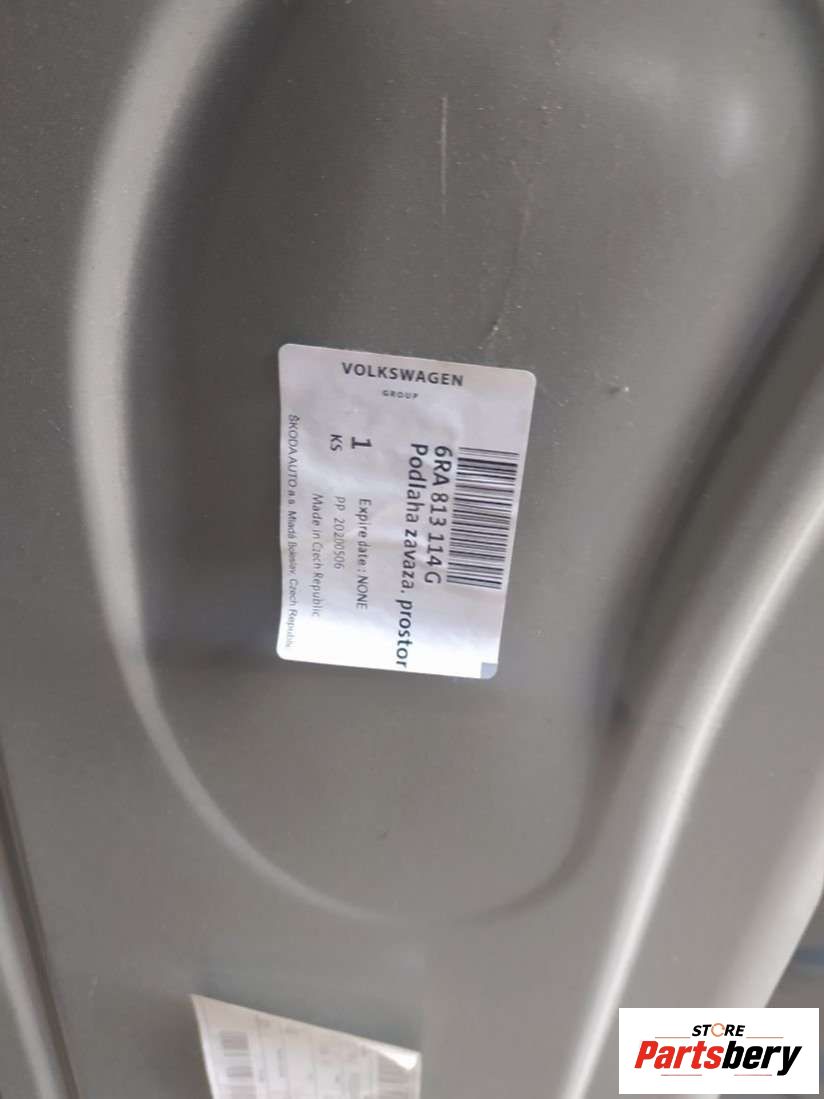 VOLKSWAGEN
GROUP
6RA 813 114 G
Podlaha zavaza. prostor
1
KS
Expire date : NONE
PP 20200506
Made in Czech Republic
ŠKODA AUTO a.s. Mladá Boleslav, Czech Republic
STORE
Partsbery